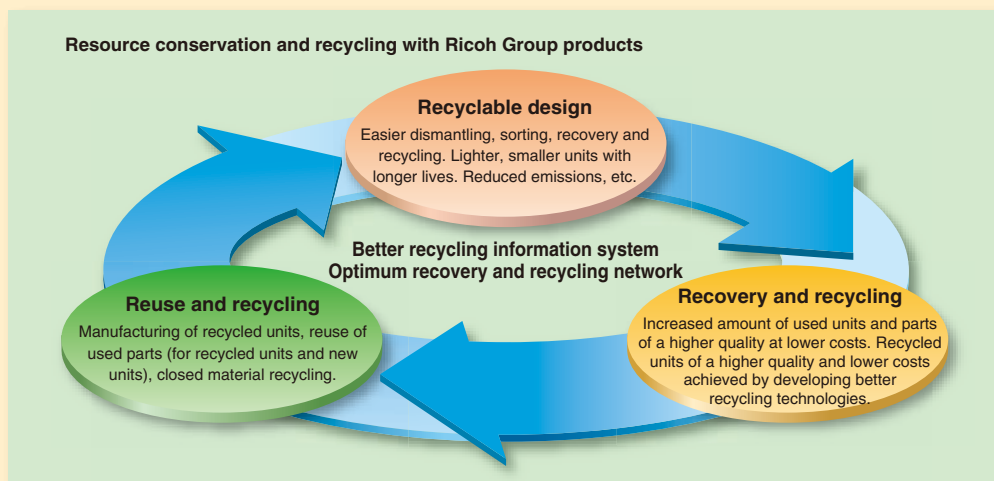 Resource conservation and recycling with Ricoh Group products
Recyclable design
Easier dismantling, sorting, recovery and
recycling. Lighter, smaller units with
longer lives. Reduced emissions, etc.
Better recycling information system
Optimum recovery and recycling network
Reuse and recycling
Manufacturing of recycled units, reuse of
used parts (for recycled units and new
units), closed material recycling.
Recovery and recycling
Increased amount of used units and parts
of a higher quality at lower costs. Recycled
units of a higher quality and lower costs
achieved by developing better
recycling technologies.